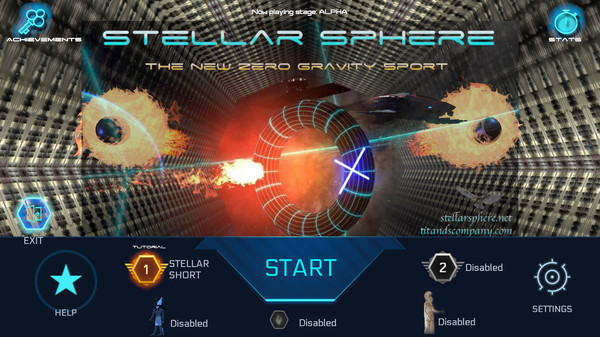 Now playing stage: ALPHA
ACHIEVEMENTS
STELLAR SPHERE
STATS
THE NEW ZERO GRAVITY SPORT
stellarsphere.net
titandscompany.com
EXIT
TUTORIAL
1
STELLAR
SHORT
START
2
Disabled
HELP
SETTINGS
Disabled
Disabled
Disabled